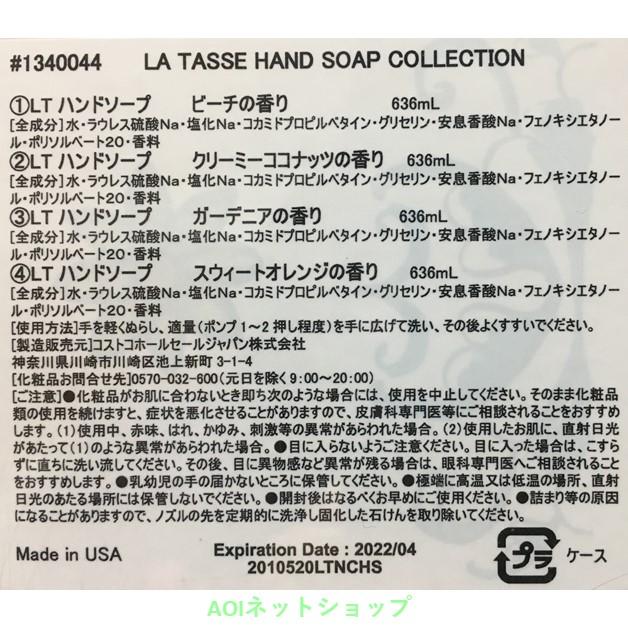 #1340044 LA TASSE HAND SOAP COLLECTION
①LT ハンドソープ ピーチの香り 636mL
[全成分]水・ラウレス硫酸Na・塩化Na・コカミドプロピルベタイン・グリセリン・安息香酸Na・フェノキシエタノー
ル・ポリソルベート20・香料
②LT ハンドソープ クリーミーココナッツの香り 636mL
[全成分]水・ラウレス硫酸Na・塩化Na・コカミドプロピルベタイン・グリセリン・安息香酸Na・フェノキシエタノー
ル・ポリソルベート20・香料
③LT ハンドソープ ガーデニアの香り 636mL
[全成分]水・ラウレス硫酸Na・塩化Na・コカミドプロピルベタイン・グリセリン・安息香酸Na・フェノキシエタノー
ル・ポリソルベート20・香料
④LT ハンドソープ スウィートオレンジの香り 636mL
[全成分]水・ラウレス硫酸Na・塩化Na・コカミドプロピルベタイン・グリセリン・安息香酸Na・フェノキシエタノー
ル・ポリソルベート20・香料
[使用方法]手を軽くぬらし、適量(ポンプ1～2押し程度)を手に広げて洗い、その後よくすすいでください。
[製造販売元]コストコホールセールジャパン株式会社
神奈川県川崎市川崎区池上新町 3-1-4
[化粧品お問合せ先]0570-032-600(元日を除く9:00～20:00)
[ご注意]●化粧品がお肌に合わないとき即ち次のような場合には、使用を中止してください。そのまま化粧品
類の使用を続けますと、症状を悪化させることがありますので、皮膚科専門医等にご相談されることをおすすめ
します。(1)使用中、赤味、はれ、かゆみ、刺激等の異常があらわれた場合。(2)使用したお肌に、直射日光
があたって(1)のような異常があらわれた場合。●目に入らないようご注意ください。目に入った場合は、こすら
ずに直ちに洗い流してください。その後、目に異物感など異常が残る場合は、眼科専門医へご相談されること
をおすすめします。●乳幼児の手の届かないところに保管してください。●極端に高温又は低温の場所、直射
日光のあたる場所には保管しないでください。●開封後はなるべくお早めにご使用ください。●詰まり等の原因
になることがありますので、ノズルの先を定期的に洗浄し固化した石けんを取り除いてください。
Made in USA Expiration Date : 2022/04 プラ ケース
2010520LTNCHS
AOIネットショップ